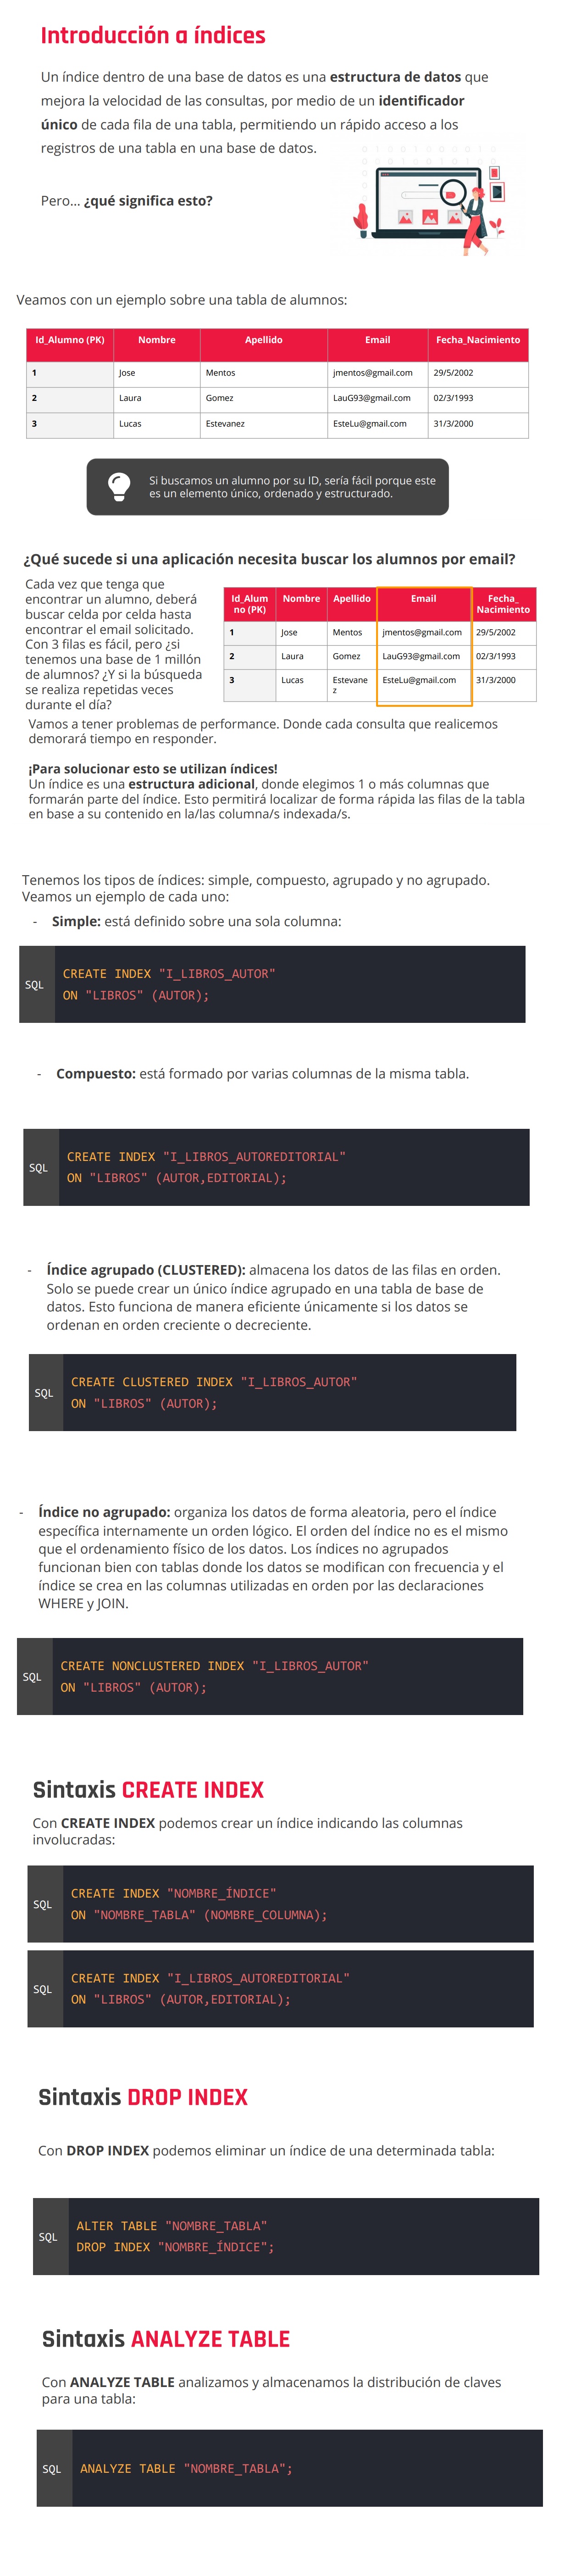 Introducción a índices
Un índice dentro de una base de datos es una estructura de datos que
mejora la velocidad de las consultas, por medio de un identificador
único de cada fila de una tabla, permitiendo un rápido acceso a los
registros de una tabla en una base de datos.
Pero... ¿qué significa esto?
Veamos con un ejemplo sobre una tabla de alumnos:
Id_Alumno (PK) Nombre Apellido Email Fecha_Nacimiento
1 Jose Mentos jmentos@gmail.com 29/5/2002
2 Laura Gomez LauG93@gmail.com 02/3/1993
3 Lucas Estevanez EsteLu@gmail.com 31/3/2000
Si buscamos un alumno por su ID, sería fácil porque este
es un elemento único, ordenado y estructurado.
¿Qué sucede si una aplicación necesita buscar los alumnos por email?
Cada vez que tenga que
encontrar un alumno, deberá
buscar celda por celda hasta
encontrar el email solicitado.
Con 3 filas es fácil, pero ¿si
tenemos una base de 1 millón
de alumnos? ¿Y si la búsqueda
se realiza repetidas veces
durante el día?
Id_Alum Nombre Apellido Email Fecha_
no (PK) Nacimiento
1 Jose Mentos jmentos@gmail.com 29/5/2002
2 Laura Gomez LauG93@gmail.com 02/3/1993
3 Lucas Estevane EsteLu@gmail.com 31/3/2000
z
Vamos a tener problemas de performance. Donde cada consulta que realicemos
demorará tiempo en responder.
¡Para solucionar esto se utilizan índices!
Un índice es una estructura adicional, donde elegimos 1 o más columnas que
formarán parte del índice. Esto permitirá localizar de forma rápida las filas de la tabla
en base a su contenido en la/las columna/s indexada/s.
Tenemos los tipos de índices: simple, compuesto, agrupado y no agrupado.
Veamos un ejemplo de cada uno:
- Simple: está definido sobre una sola columna:
SQL
CREATE INDEX "I_LIBROS_AUTOR"
ON "LIBROS" (AUTOR);
- Compuesto: está formado por varias columnas de la misma tabla.
SQL
CREATE INDEX "I_LIBROS_AUTOREDITORIAL"
ON "LIBROS" (AUTOR,EDITORIAL);
- Índice agrupado (CLUSTERED): almacena los datos de las filas en orden.
Solo se puede crear un único índice agrupado en una tabla de base de
datos. Esto funciona de manera eficiente únicamente si los datos se
ordenan en orden creciente o decreciente.
SQL
CREATE CLUSTERED INDEX "I_LIBROS_AUTOR"
ON "LIBROS" (AUTOR);
- Índice no agrupado: organiza los datos de forma aleatoria, pero el índice
específica internamente un orden lógico. El orden del índice no es el mismo
que el ordenamiento físico de los datos. Los índices no agrupados
funcionan bien con tablas donde los datos se modifican con frecuencia y el
índice se crea en las columnas utilizadas en orden por las declaraciones
WHERE y JOIN.
SQL
CREATE NONCLUSTERED INDEX "I_LIBROS_AUTOR"
ON "LIBROS" (AUTOR);
Sintaxis CREATE INDEX
Con CREATE INDEX podemos crear un índice indicando las columnas
involucradas:
SQL
CREATE INDEX "NOMBRE_ÍNDICE"
ON "NOMBRE_TABLA" (NOMBRE_COLUMNA);
SQL
CREATE INDEX "I_LIBROS_AUTOREDITORIAL"
ON "LIBROS" (AUTOR,EDITORIAL);
Sintaxis DROP INDEX
Con DROP INDEX podemos eliminar un índice de una determinada tabla:
SQL
ALTER TABLE "NOMBRE_TABLA"
DROP INDEX "NOMBRE_ÍNDICE";
Sintaxis ANALYZE TABLE
Con ANALYZE TABLE analizamos y almacenamos la distribución de claves
para una tabla:
SQL
ANALYZE TABLE "NOMBRE_TABLA";